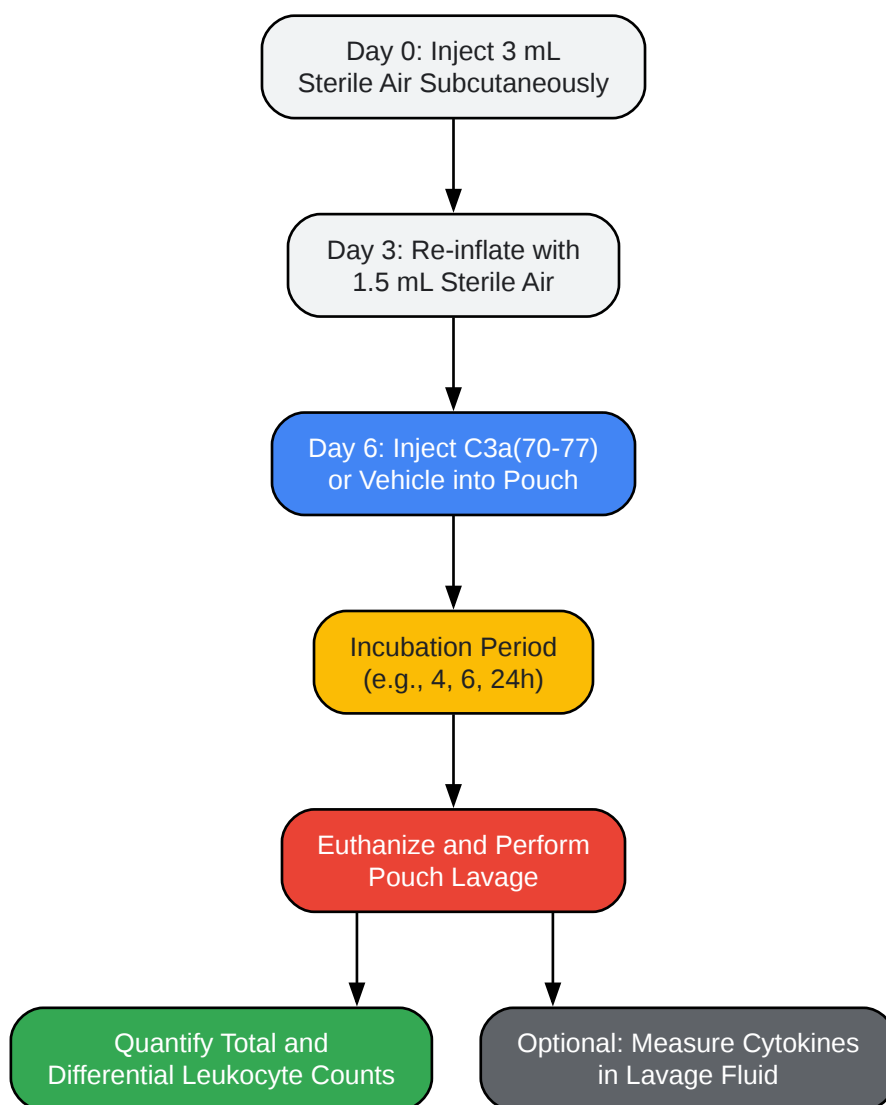 Day 0: Inject 3 mL
Sterile Air Subcutaneously
Day 3: Re-inflate with
1.5 mL Sterile Air
Day 6: Inject C3a(70-77)
or Vehicle into Pouch
Incubation Period
(e.g., 4, 6, 24h)
Euthanize and Perform
Pouch Lavage
Quantify Total and
Differential Leukocyte Counts
Optional: Measure Cytokines
in Lavage Fluid